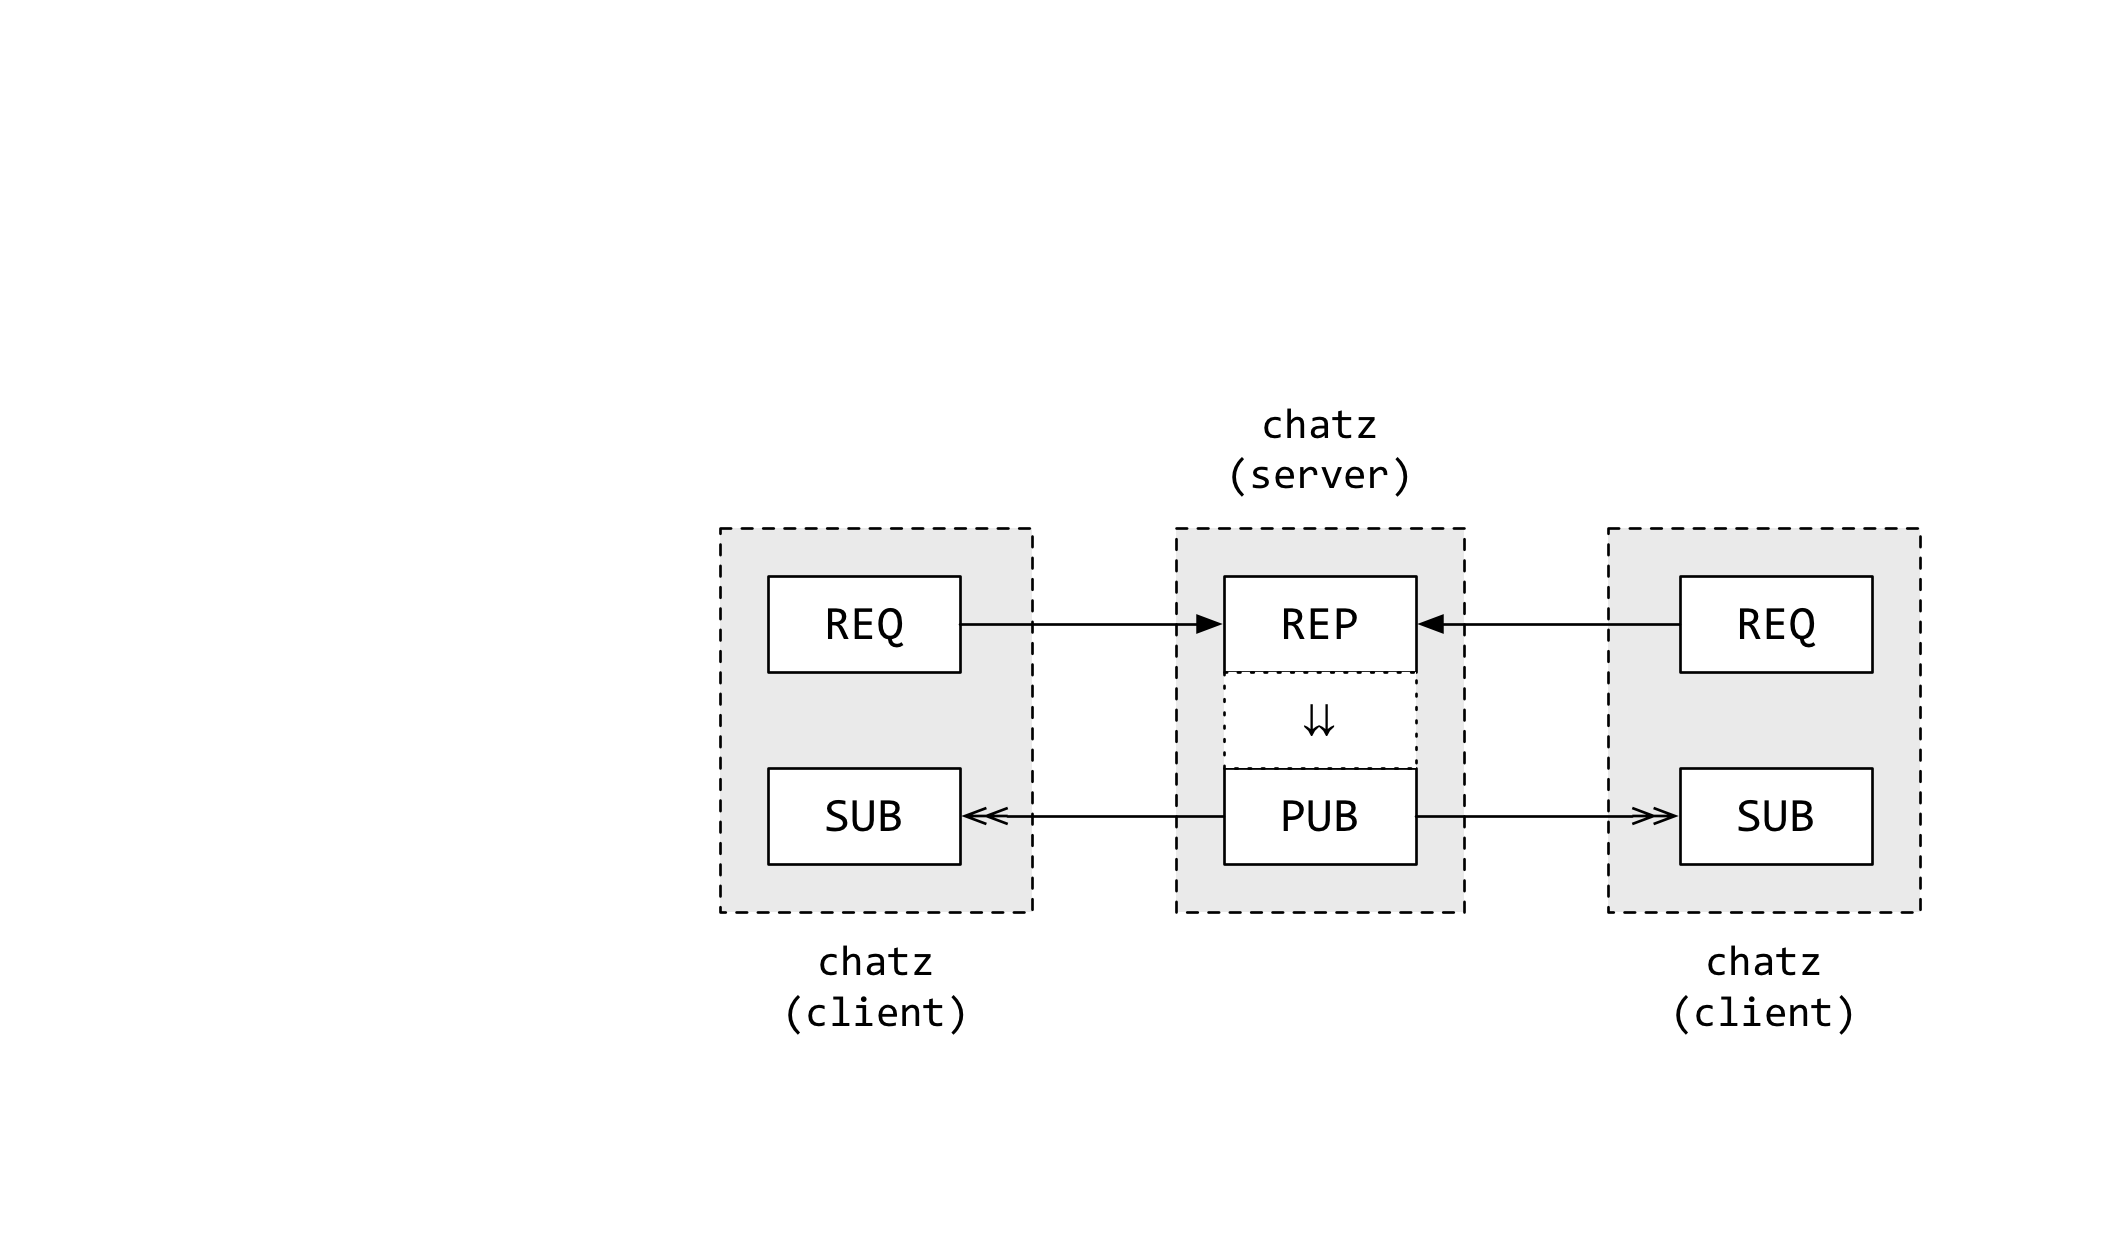 chatz
(server)
REQ
REP
REQ
⇊
SUB
PUB
SUB
chatz
(client)
chatz
(client)